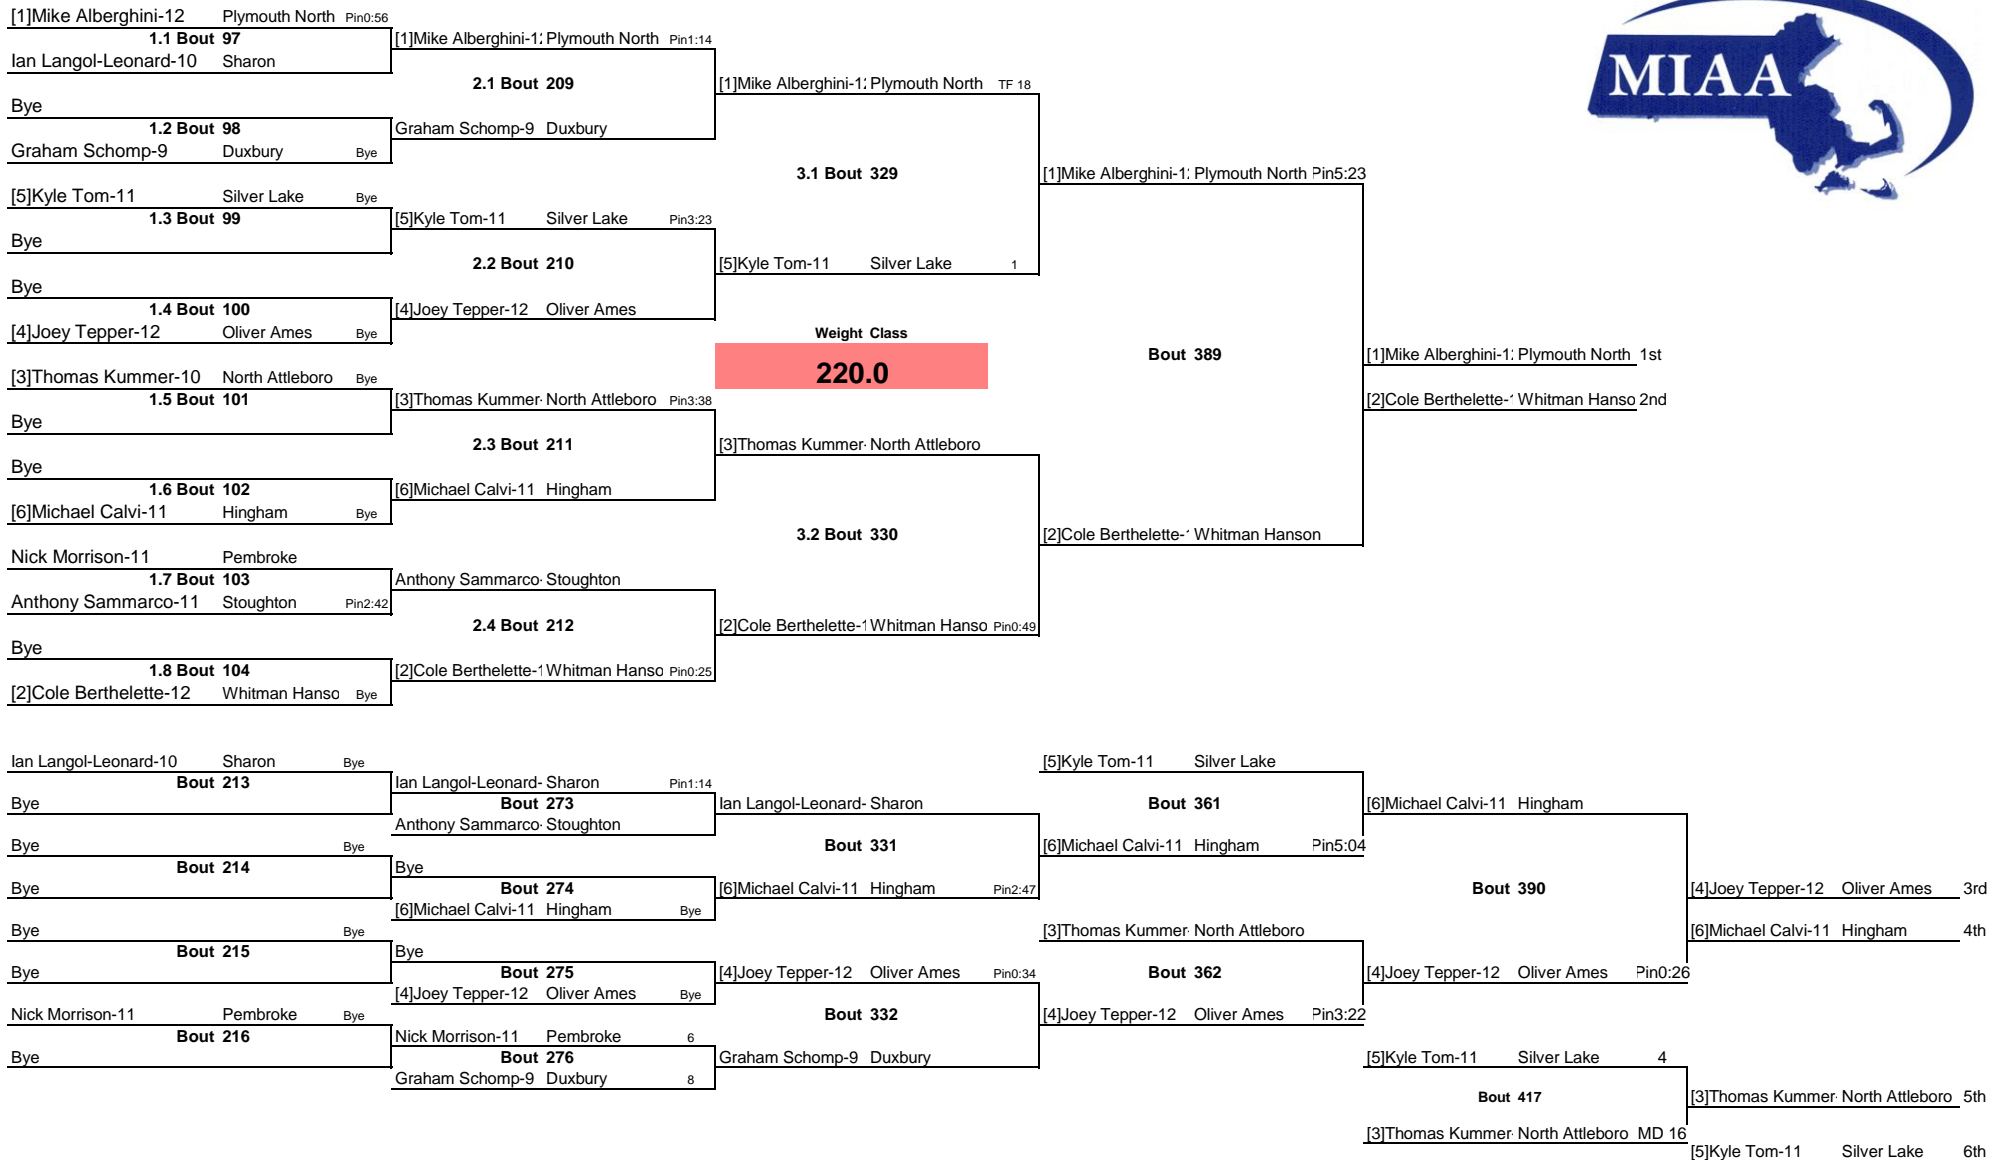 [1]Mike Alberghini-12 Plymouth North Pin0:56
1.1 Bout 97
Ian Langol-Leonard-10 Sharon
Bye
1.2 Bout 98
Graham Schomp-9 Duxbury Bye
[5]Kyle Tom-11 Silver Lake Bye
1.3 Bout 99
Bye
Bye
1.4 Bout 100
[4]Joey Tepper-12 Oliver Ames Bye
[3]Thomas Kummer-10 North Attleboro Bye
1.5 Bout 101
Bye
Bye
1.6 Bout 102
[6]Michael Calvi-11 Hingham Bye
Nick Morrison-11 Pembroke
1.7 Bout 103
Anthony Sammarco-11 Stoughton Pin2:42
Bye
1.8 Bout 104
[2]Cole Berthelette-12 Whitman Hanso Bye
[1]Mike Alberghini-1 Plymouth North Pin1:14
2.1 Bout 209
Graham Schomp-9 Duxbury
[5]Kyle Tom-11 Silver Lake Pin3:23
2.2 Bout 210
[4]Joey Tepper-12 Oliver Ames
[3]Thomas Kummer- North Attleboro Pin3:38
2.3 Bout 211
[6]Michael Calvi-11 Hingham
Anthony Sammarco- Stoughton
2.4 Bout 212
[2]Cole Berthelette-1 Whitman Hanso Pin0:25
[1]Mike Alberghini-1 Plymouth North TF 18
3.1 Bout 329
[5]Kyle Tom-11 Silver Lake 1
Weight Class
220.0
[3]Thomas Kummer- North Attleboro
3.2 Bout 330
[2]Cole Berthelette-1 Whitman Hanso Pin0:49
[1]Mike Alberghini-1 Plymouth North Pin5:23
Bout 389
[2]Cole Berthelette- Whitman Hanson
[1]Mike Alberghini-1 Plymouth North 1st
[2]Cole Berthelette- Whitman Hanso 2nd
MIAA
Ian Langol-Leonard-10 Sharon Bye
Bout 213
Bye
Bye Bye
Bout 214
Bye
Bye Bye
Bout 215
Bye
Nick Morrison-11 Pembroke Bye
Bout 216
Bye
Ian Langol-Leonard- Sharon Pin1:14
Bout 273
Anthony Sammarco- Stoughton
Bye
Bout 274
[6]Michael Calvi-11 Hingham Bye
Bye
Bout 275
[4]Joey Tepper-12 Oliver Ames Bye
Nick Morrison-11 Pembroke 6
Bout 276
Graham Schomp-9 Duxbury 8
Ian Langol-Leonard- Sharon
Bout 331
[6]Michael Calvi-11 Hingham Pin2:47
[4]Joey Tepper-12 Oliver Ames Pin0:34
Bout 332
Graham Schomp-9 Duxbury
[5]Kyle Tom-11 Silver Lake
Bout 361
[6]Michael Calvi-11 Hingham Pin5:04
[3]Thomas Kummer- North Attleboro
Bout 362
[4]Joey Tepper-12 Oliver Ames Pin3:22
[6]Michael Calvi-11 Hingham
Bout 390
[4]Joey Tepper-12 Oliver Ames Pin0:26
[5]Kyle Tom-11 Silver Lake 4
Bout 417
[3]Thomas Kummer- North Attleboro MD 16
[4]Joey Tepper-12 Oliver Ames 3rd
[6]Michael Calvi-11 Hingham 4th
[3]Thomas Kummer- North Attleboro 5th
[5]Kyle Tom-11 Silver Lake 6th